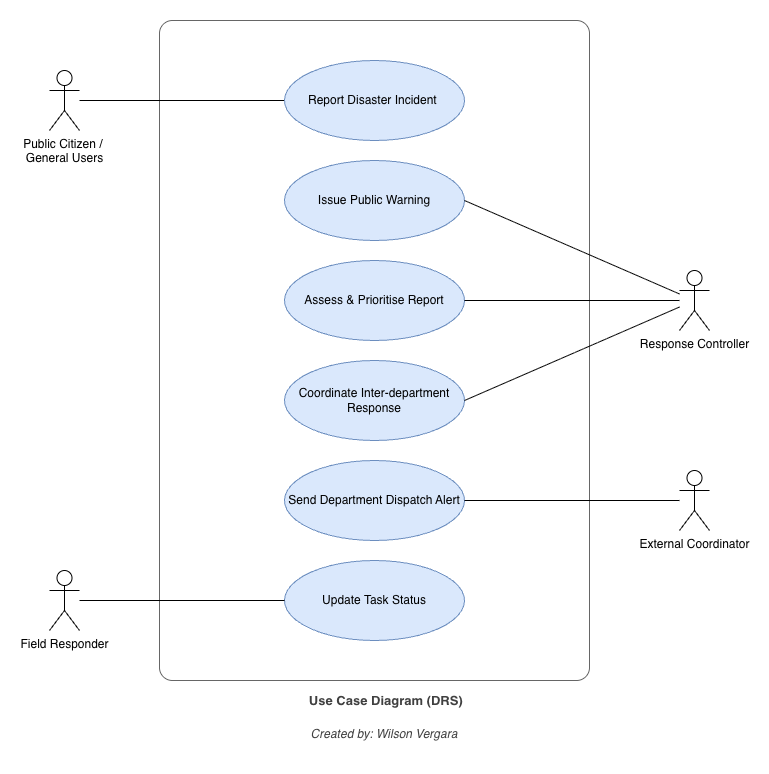 Report Disaster Incident
Public Citizen /
General Users
Issue Public Warning
Assess & Prioritise Report
Response Controller
Coordinate Inter-department
Response
Send Department Dispatch Alert
External Coordinator
Update Task Status
Field Responder
Use Case Diagram (DRS)
Created by: Wilson Vergara